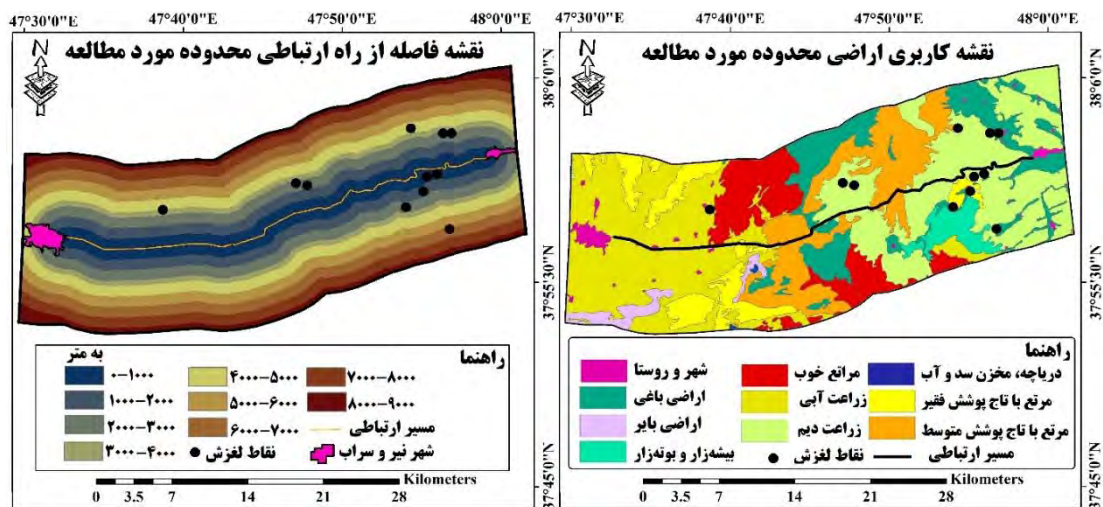 47°30'0"E 47°40'0"E 47°50'0"E 48°0'0"E
نقشه فاصله از راه ارتباطی محدوده مورد مطالعه
N
راهنما
به متر
۰-۱۰۰۰
۱۰۰۰-۲۰۰۰
۲۰۰۰-۳۰۰۰
۳۰۰۰-۴۰۰۰
۴۰۰۰-۵۰۰۰
۵۰۰۰-۶۰۰۰
۶۰۰۰-۷۰۰۰
نقاط لغزش
۷۰۰۰-۸۰۰۰
۸۰۰۰-۹۰۰۰
مسیر ارتباطی
شهر نیر و سراب
Kilometers
0 3.5 7 14 21 28
47°30'0"E 47°40'0"E 47°50'0"E 48°0'0"E
نقشه کاربری اراضی محدوده مورد مطالعه
N
38°6'0"N
37°55'30"N
37°45'0"N
راهنما
شهر و روستا
اراضی باغی
اراضی بایر
بیشه‌زار و بوته‌زار
مراتع خوب
زراعت آبی
زراعت دیم
نقاط لغزش
دریاچه، مخزن سد و آب
مرتع با تاج پوشش فقیر
مرتع با تاج پوشش متوسط
مسیر ارتباطی
Kilometers
0 3.5 7 14 21 28
38°6'0"N
37°55'30"N
37°45'0"N